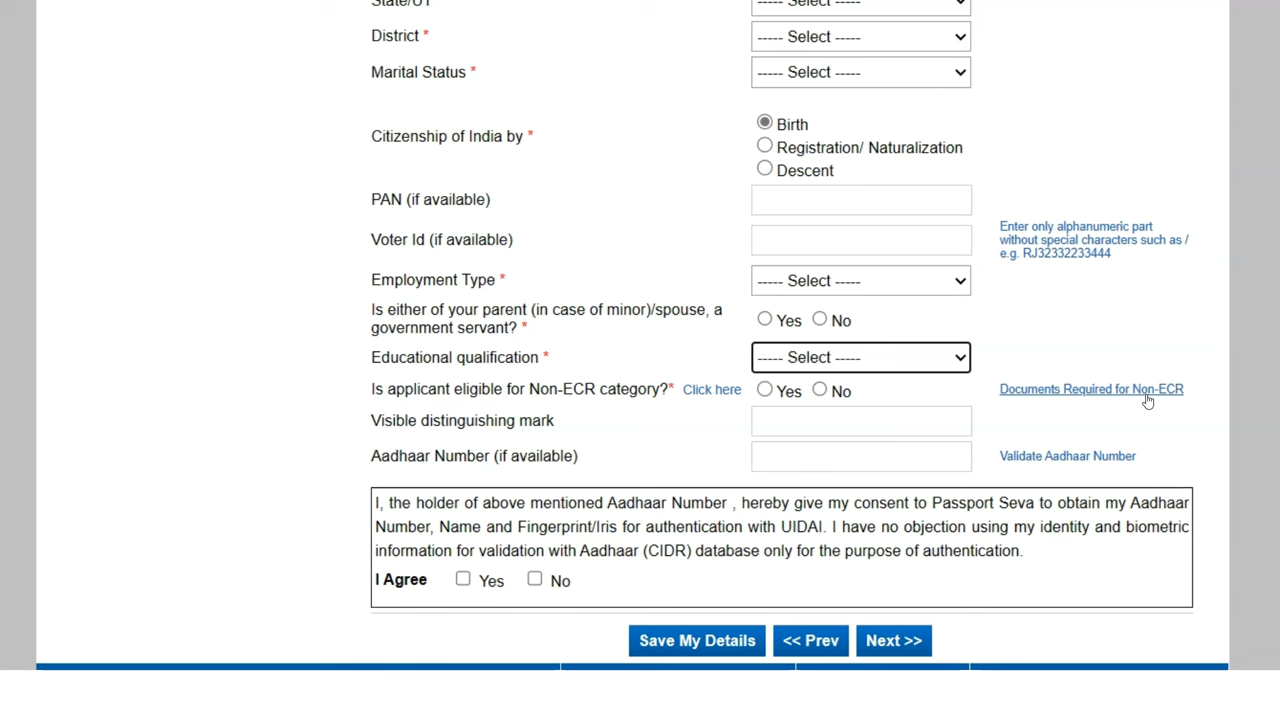 State/UT
----- Select -----
District *
----- Select -----
Marital Status *
----- Select -----
Citizenship of India by *
Birth
Registration/ Naturalization
Descent
PAN (if available)
Voter Id (if available)
Enter only alphanumeric part
without special characters such as /
e.g. RJ32332233444
Employment Type *
----- Select -----
Is either of your parent (in case of minor)/spouse, a
government servant? *
Yes No
Educational qualification *
----- Select -----
Is applicant eligible for Non-ECR category?* Click here
Yes No
Documents Required for Non-ECR
Visible distinguishing mark
Aadhaar Number (if available)
Validate Aadhaar Number
I, the holder of above mentioned Aadhaar Number , hereby give my consent to Passport Seva to obtain my Aadhaar
Number, Name and Fingerprint/Iris for authentication with UIDAI. I have no objection using my identity and biometric
information for validation with Aadhaar (CIDR) database only for the purpose of authentication.
I Agree Yes No
Save My Details << Prev Next >>